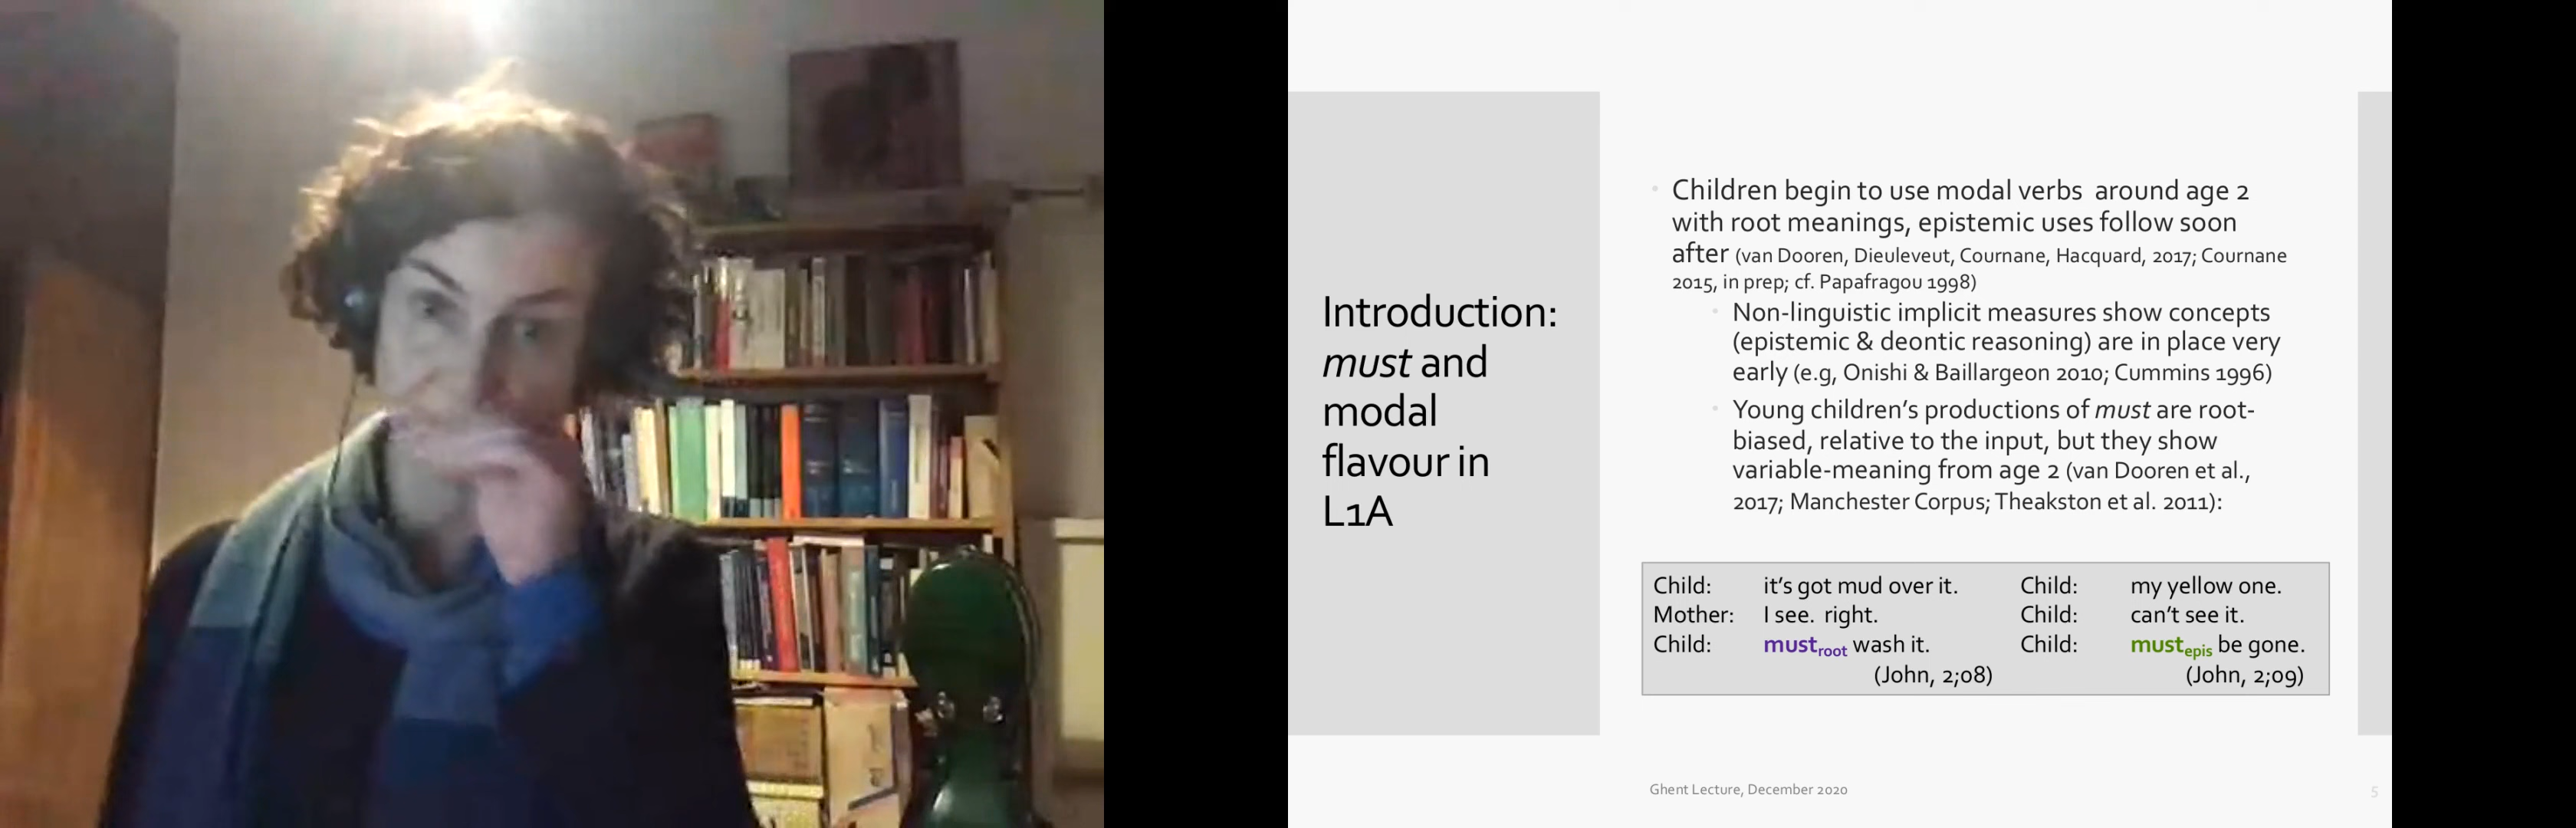 Introduction:
must and
modal
flavour in
L1A
• Children begin to use modal verbs around age 2
with root meanings, epistemic uses follow soon
after (van Dooren, Dieuleveut, Cournane, Hacquard, 2017; Cournane
2015, in prep; cf. Papafragou 1998)
• Non-linguistic implicit measures show concepts
(epistemic & deontic reasoning) are in place very
early (e.g, Onishi & Baillargeon 2010; Cummins 1996)
• Young children's productions of must are root-
biased, relative to the input, but they show
variable-meaning from age 2 (van Dooren et al.,
2017; Manchester Corpus; Theakston et al. 2011):
Child: it's got mud over it.
Mother: I see. right.
Child: mustroot wash it.
(John, 2;08)
Child: my yellow one.
Child: can't see it.
Child: mustepis be gone.
(John, 2;09)
Ghent Lecture, December 2020
5